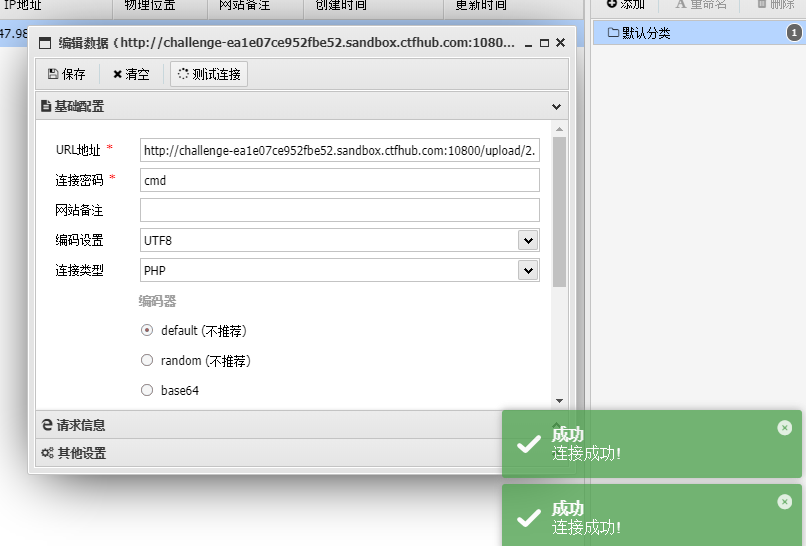 IP地址 物理位置 网站备注 创建时间 更新时间
添加 重命名 删除
47.98
默认分类 1
编辑数据 (http://challenge-ea1e07ce952fbe52.sandbox.ctfhub.com:1080...
保存 清空 测试连接
基础配置
URL地址 * http://challenge-ea1e07ce952fbe52.sandbox.ctfhub.com:10800/upload/2.
连接密码 * cmd
网站备注
编码设置 UTF8
连接类型 PHP
编码器
default (不推荐)
random (不推荐)
base64
请求信息
其他设置
成功
连接成功!
成功
连接成功!